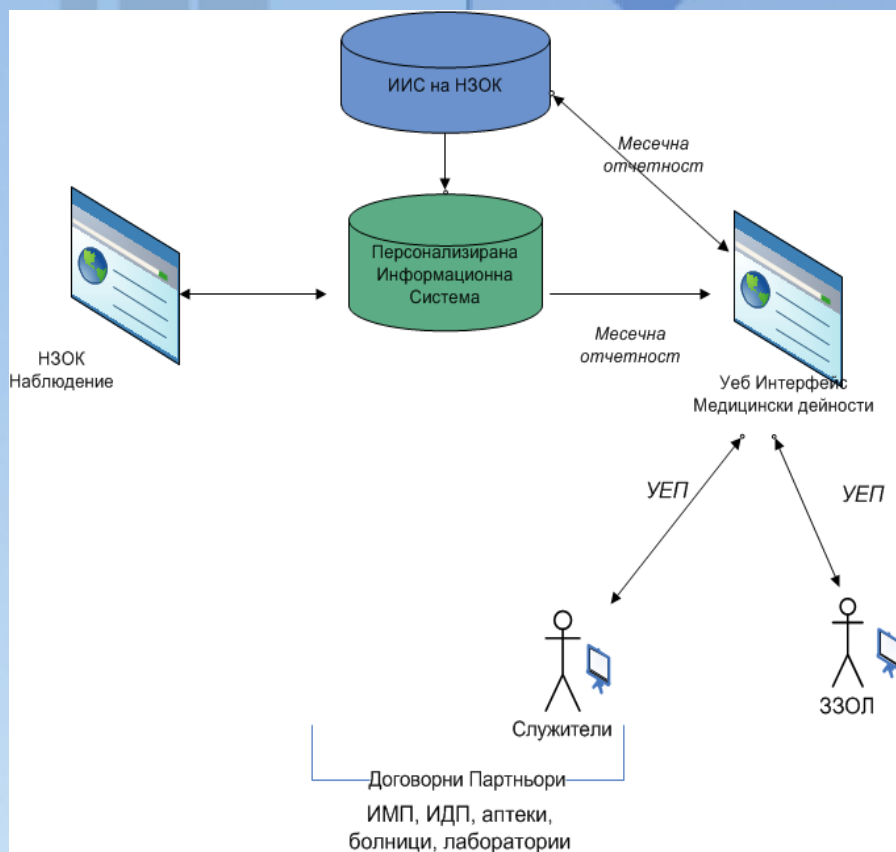 ИИС на НЗОК
Месечна
отчетност
Персонализирана
Информационна
Система
НЗОК
Наблюдение
Месечна
отчетност
Уеб Интерфейс
Медицински дейности
УЕП
УЕП
Служители
ЗЗОЛ
Договорни Партньори
ИМП, ИДП, аптеки,
болници, лаборатории